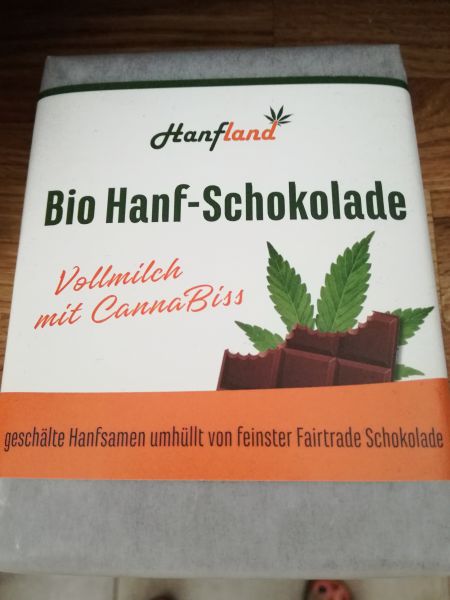 Hanfland
Bio Hanf-Schokolade
Vollmilch
mit CannaBiss
geschälte Hanfsamen umhüllt von feinster Fairtrade Schokolade